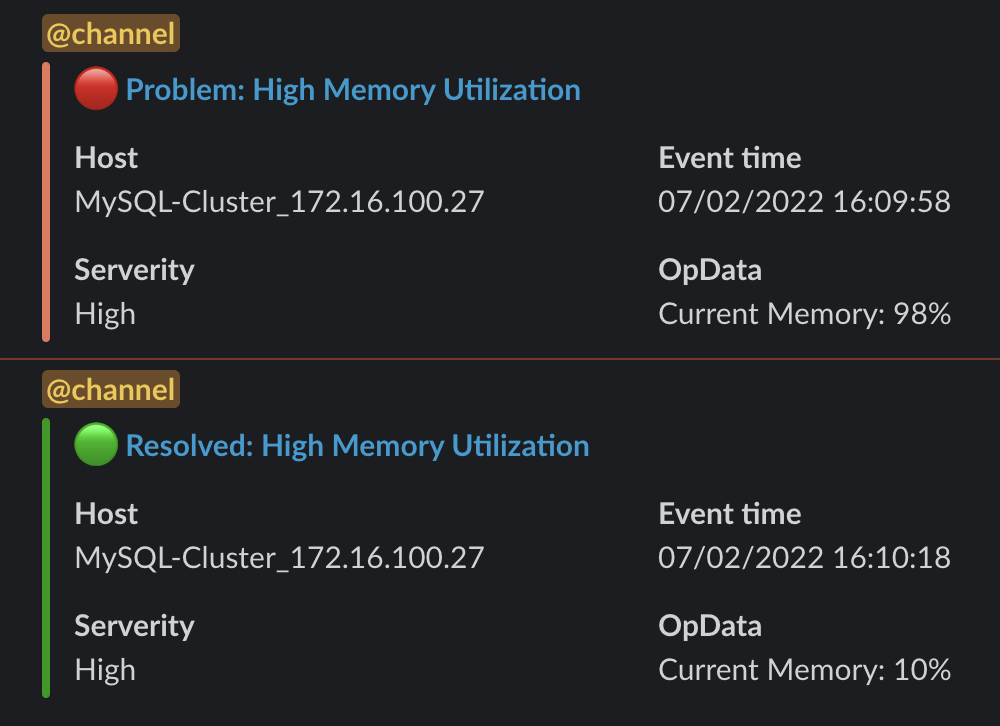 @channel
Problem: High Memory Utilization
Host
Event time
MySQL-Cluster_172.16.100.27
07/02/2022 16:09:58
Serverity
OpData
High
Current Memory: 98%
@channel
Resolved: High Memory Utilization
Host
Event time
MySQL-Cluster_172.16.100.27
07/02/2022 16:10:18
Serverity
OpData
High
Current Memory: 10%